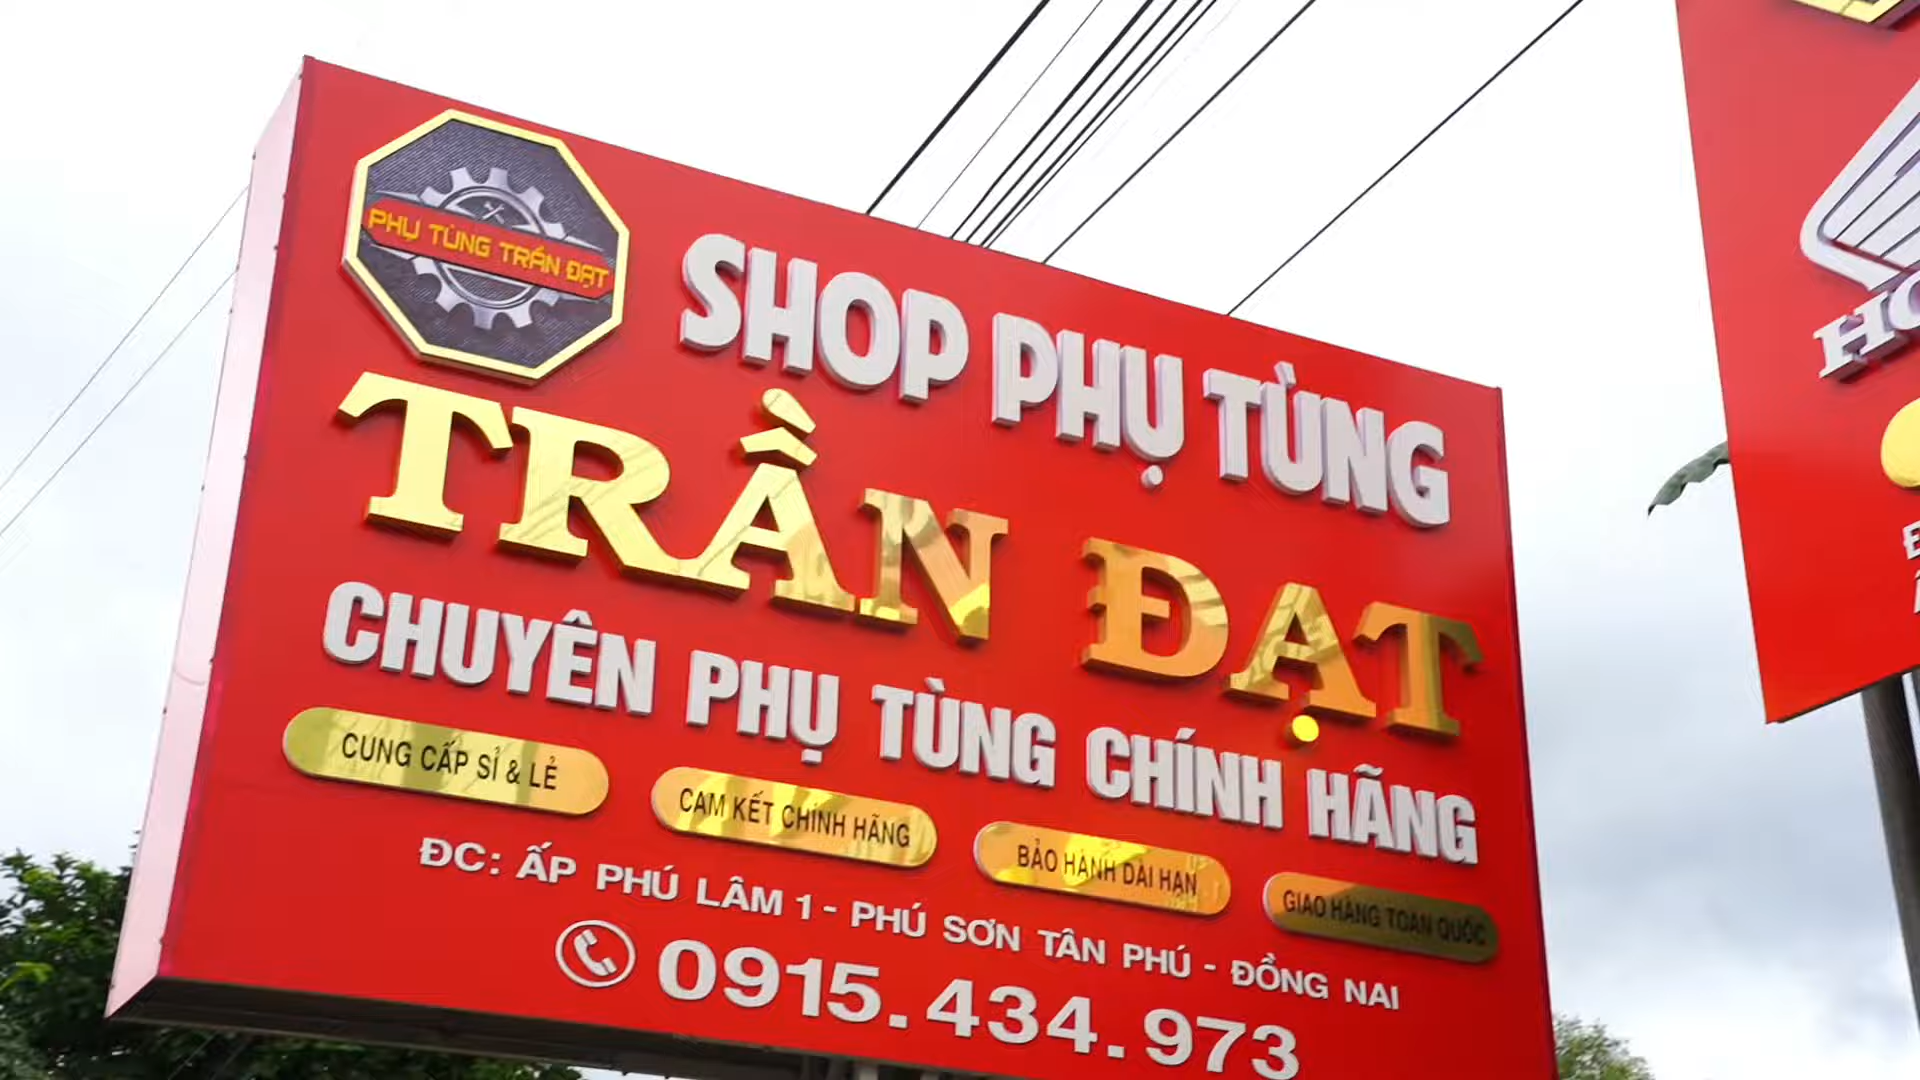 PHỤ TÙNG TRẦN ĐẠT
SHOP PHỤ TÙNG
TRẦN ĐẠT
CHUYÊN PHỤ TÙNG CHÍNH HÃNG
CUNG CẤP SỈ & LẺ
CAM KẾT CHÍNH HÃNG
BẢO HÀNH DÀI HẠN
GIAO HÀNG TOÀN QUỐC
ĐC: ẤP PHÚ LÂM 1 - PHÚ SƠN TÂN PHÚ - ĐỒNG NAI
0915.434.973